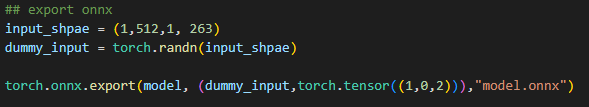 ## export onnx
input_shpae = (1,512,1, 263)
dummy_input = torch.randn(input_shpae)
torch.onnx.export(model, (dummy_input,torch.tensor((1,0,2))),"model.onnx")